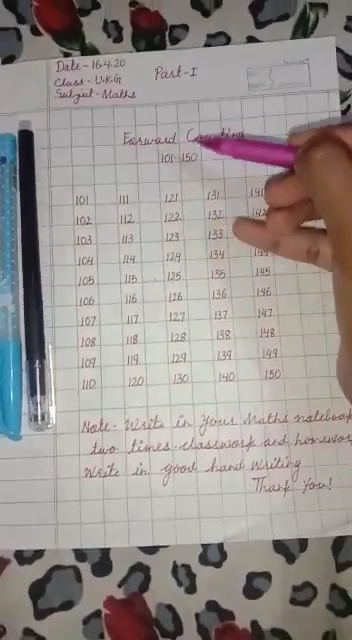 Date - 16.4.20
Part - I
Class - U.K.G
Subject - Maths
Forward Counting
101-150
101 111 121 131 141
102 112 122 132 142
103 113 123 133
104 114 124 134
105 115 125 135 145
106 116 126 136 146
107 117 127 137 147
108 118 128 138 148
109 119 129 139 149
110 120 130 140 150
Note - Write in your Maths notebook
two times - classwork and homework
Write in good hand writing
Thank You!